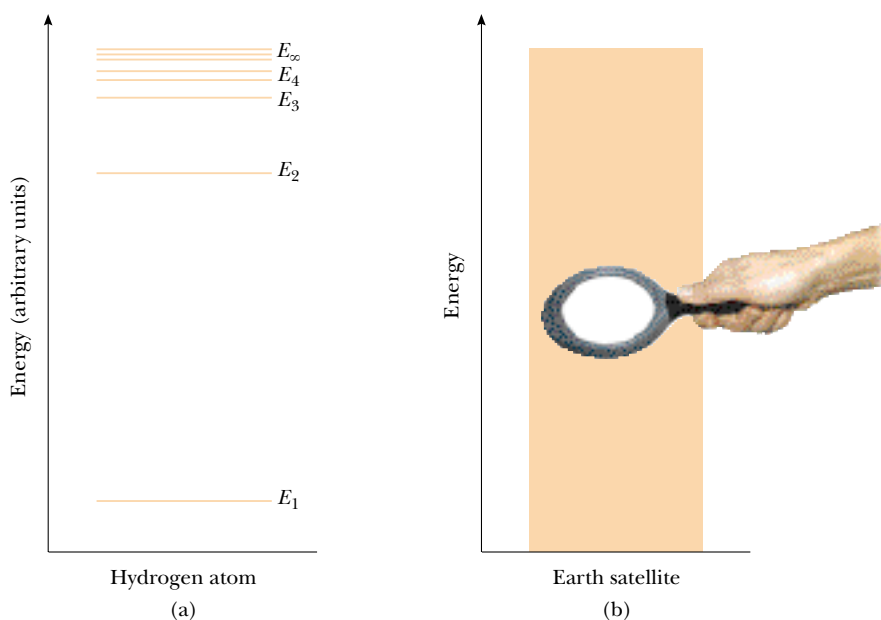 Energy (arbitrary units)
E∞
E4
E3
E2
E1
Hydrogen atom
(a)
Energy
Earth satellite
(b)